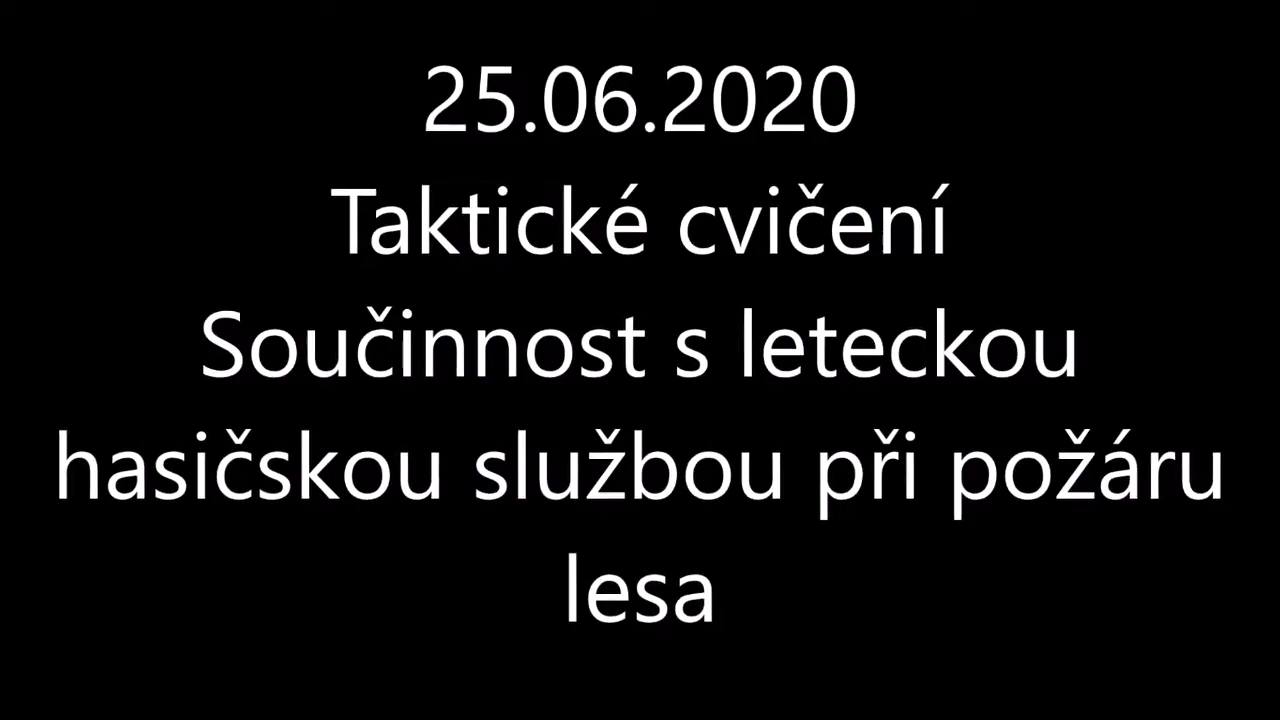 25.06.2020
Taktické cvičení
Součinnost s leteckou
hasičskou službou při požáru
lesa